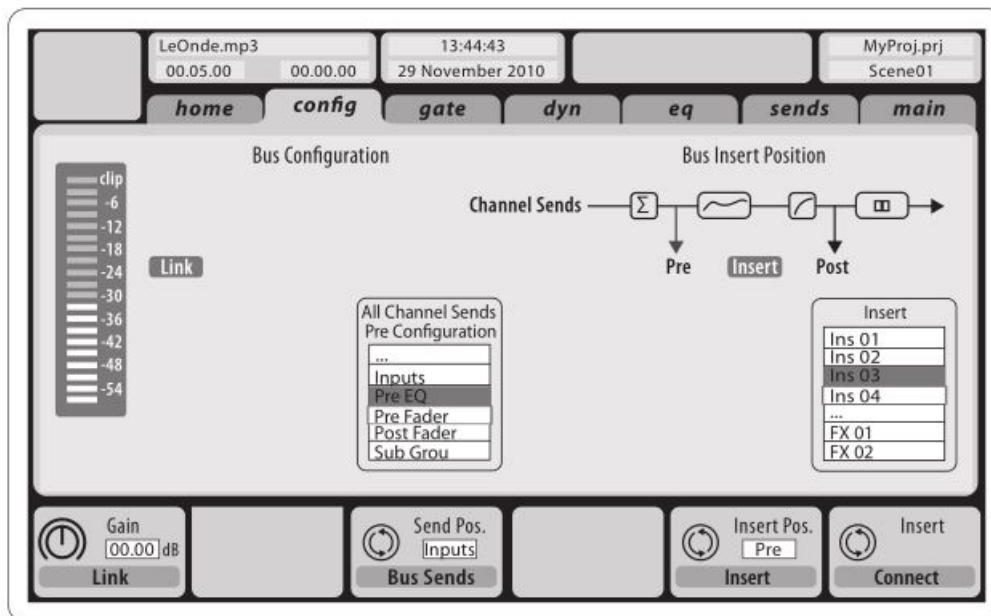 LeOnde.mp3
00.05.00 00.00.00
13:44:43
29 November 2010
MyProj.prj
Scene01
home config gate dyn eq sends main
Bus Configuration
Bus Insert Position
clip
-6
-12
-18
-24
-30
-36
-42
-48
-54
Link
Channel Sends
Σ
Pre Insert Post
All Channel Sends
Pre Configuration
...
Inputs
Pre EQ
Pre Fader
Post Fader
Sub Grou
Insert
Ins 01
Ins 02
Ins 03
Ins 04
...
FX 01
FX 02
Gain
00.00 dB
Link
Send Pos.
Inputs
Bus Sends
Insert Pos.
Pre
Insert
Insert
Connect